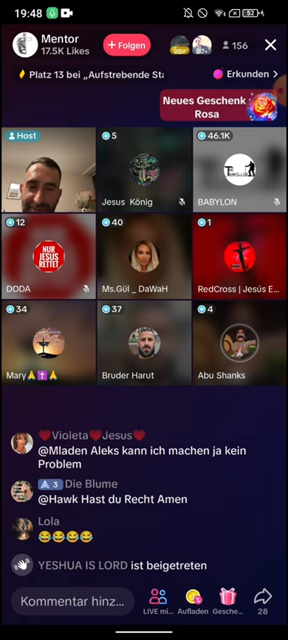 19:48
52
Mentor
17.5K Likes
+ Folgen
156
Platz 13 bei „Aufstrebende Sta
Erkunden >
Neues Geschenk
Rosa
Host
5
Jesus König
46.1K
BABYLON
12
NUR
JESUS
RETTET
DODA
40
Ms.Gül _ DaWaH
1
RedCross | Jesús E...
34
Mary🙏✝️🙏
37
Bruder Harut
4
Abu Shanks
❤️Violeta❤️Jesus❤️
@Mladen Aleks kann ich machen ja kein
Problem
3 Die Blume
@Hawk Hast du Recht Amen
Lola
😂😂😂😂
YESHUA IS LORD ist beigetreten
Kommentar hinz...
LIVE mi...
Aufladen
Gesche...
28